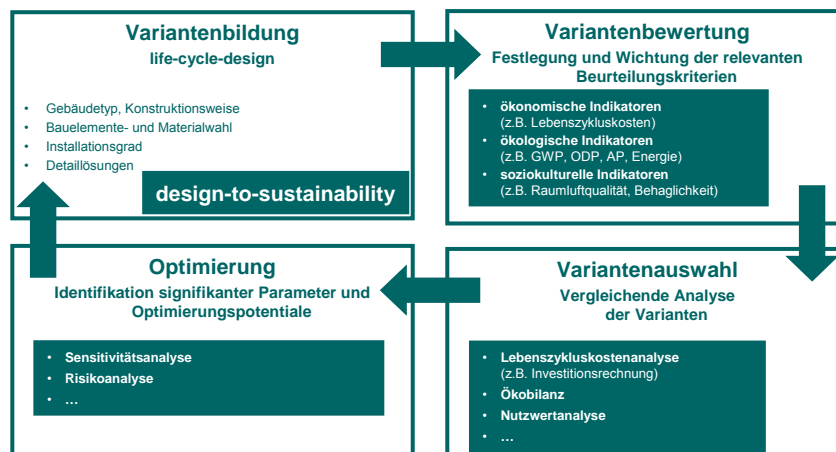 Variantenbildung
life-cycle-design
• Gebäudetyp, Konstruktionsweise
• Bauelemente- und Materialwahl
• Installationsgrad
• Detaillösungen
design-to-sustainability
Variantenbewertung
Festlegung und Wichtung der relevanten
Beurteilungskriterien
• ökonomische Indikatoren
(z.B. Lebenszykluskosten)
• ökologische Indikatoren
(z.B. GWP, ODP, AP, Energie)
• soziokulturelle Indikatoren
(z.B. Raumluftqualität, Behaglichkeit)
Optimierung
Identifikation signifikanter Parameter und
Optimierungspotentiale
• Sensitivitätsanalyse
• Risikoanalyse
• …
Variantenauswahl
Vergleichende Analyse
der Varianten
• Lebenszykluskostenanalyse
(z.B. Investitionsrechnung)
• Ökobilanz
• Nutzwertanalyse
• …